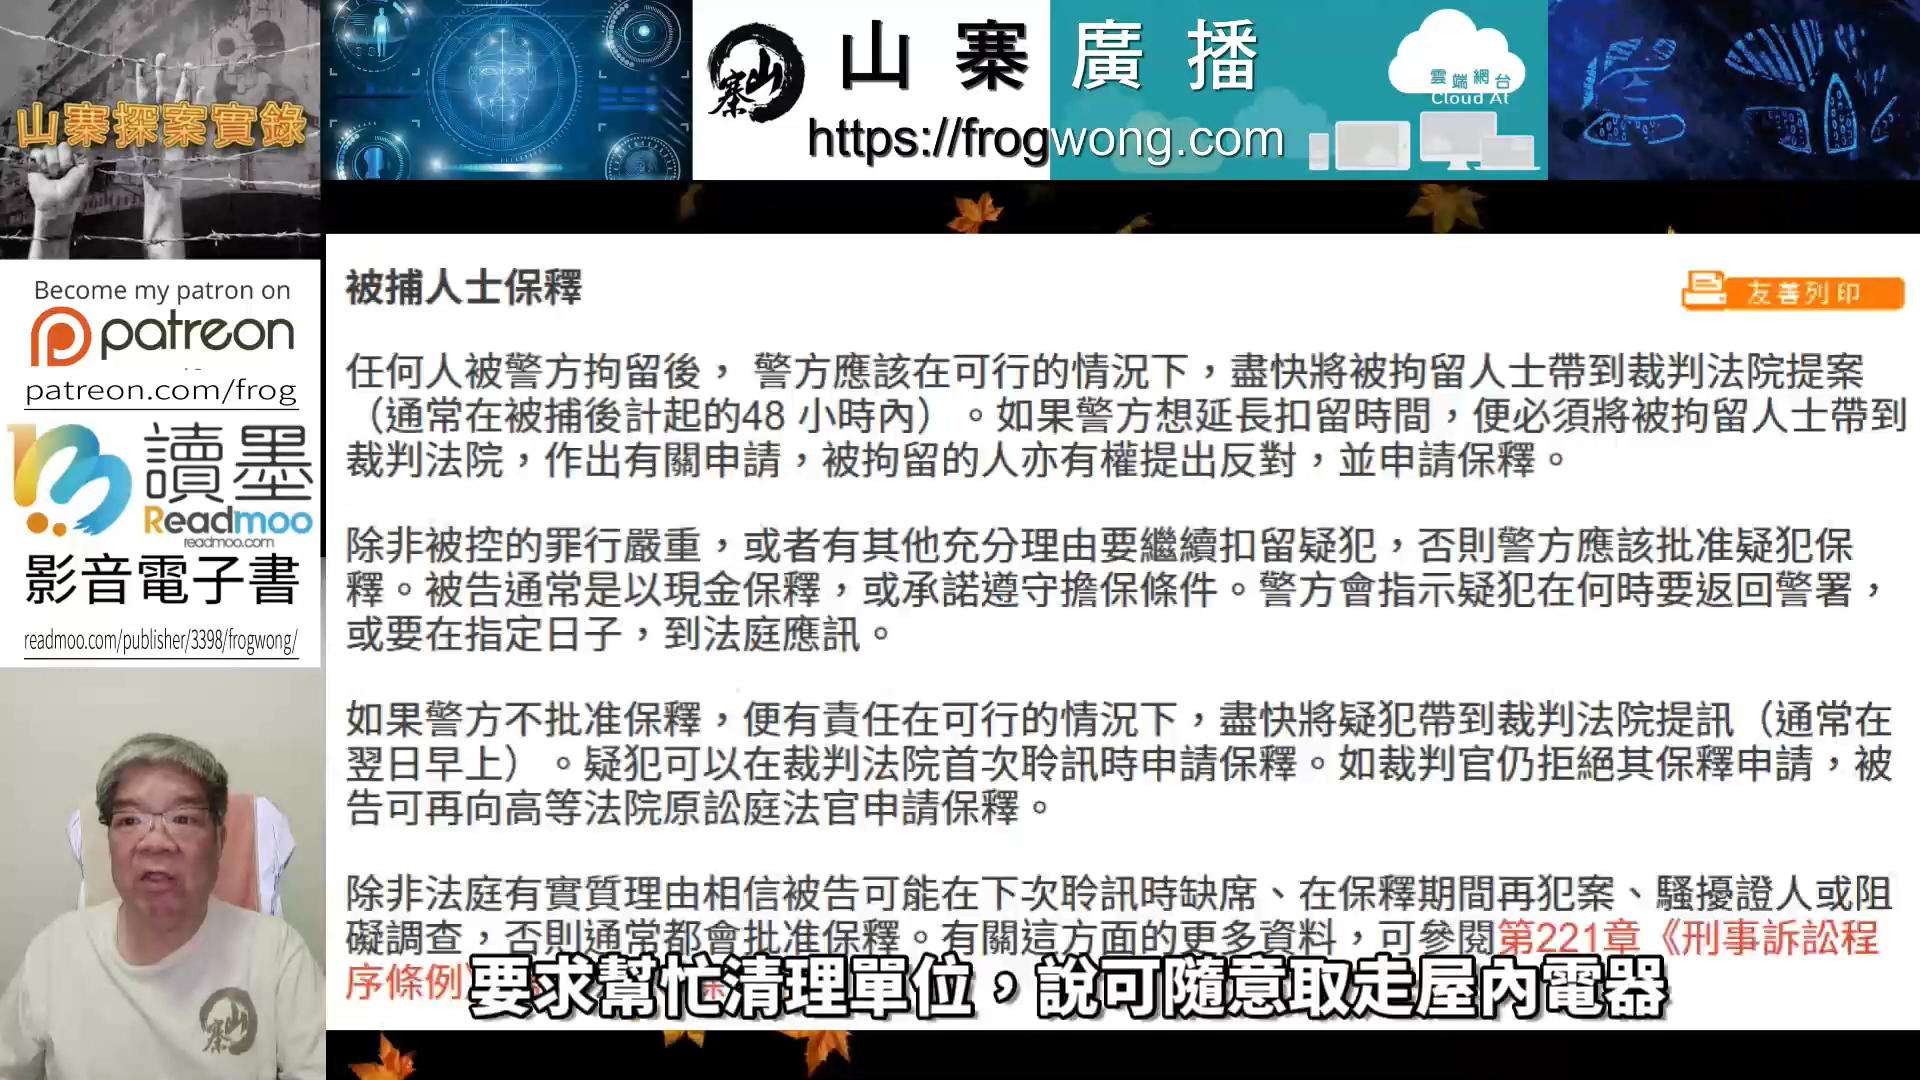 山寨探案實錄
山寨
山寨廣播
https://frogwong.com
雲端網台
Cloud AI
Become my patron on
patreon
patreon.com/frog
讀墨
Readmoo
readmoo.com
影音電子書
readmoo.com/publisher/3398/frogwong/
被捕人士保釋
友善列印
任何人被警方拘留後， 警方應該在可行的情況下，盡快將被拘留人士帶到裁判法院提案
（通常在被捕後計起的48 小時內）。如果警方想延長扣留時間，便必須將被拘留人士帶到
裁判法院，作出有關申請，被拘留的人亦有權提出反對，並申請保釋。
除非被控的罪行嚴重，或者有其他充分理由要繼續扣留疑犯，否則警方應該批准疑犯保
釋。被告通常是以現金保釋，或承諾遵守擔保條件。警方會指示疑犯在何時要返回警署，
或要在指定日子，到法庭應訊。
如果警方不批准保釋，便有責任在可行的情況下，盡快將疑犯帶到裁判法院提訊（通常在
翌日早上）。疑犯可以在裁判法院首次聆訊時申請保釋。如裁判官仍拒絕其保釋申請，被
告可再向高等法院原訟庭法官申請保釋。
除非法庭有實質理由相信被告可能在下次聆訊時缺席、在保釋期間再犯案、騷擾證人或阻
礙調查，否則通常都會批准保釋。有關這方面的更多資料，可參閱第221章《刑事訴訟程
序條例》
要求幫忙清理單位，說可隨意取走屋內電器
山寨